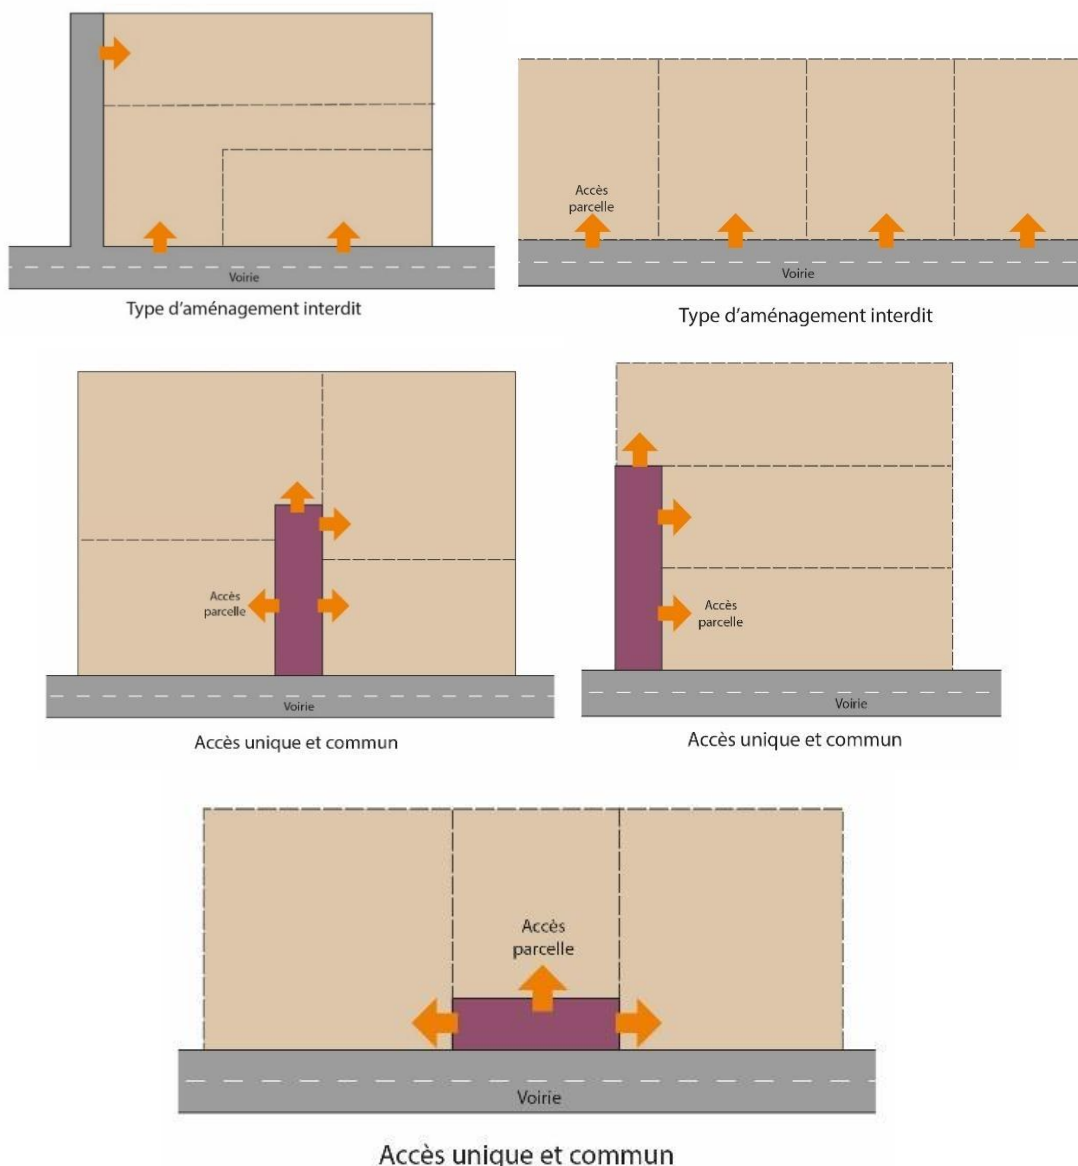 Voirie
Type d'aménagement interdit
Accès
parcelle
Voirie
Type d'aménagement interdit
Accès
parcelle
Voirie
Accès unique et commun
Accès
parcelle
Voirie
Accès unique et commun
Accès
parcelle
Voirie
Accès unique et commun